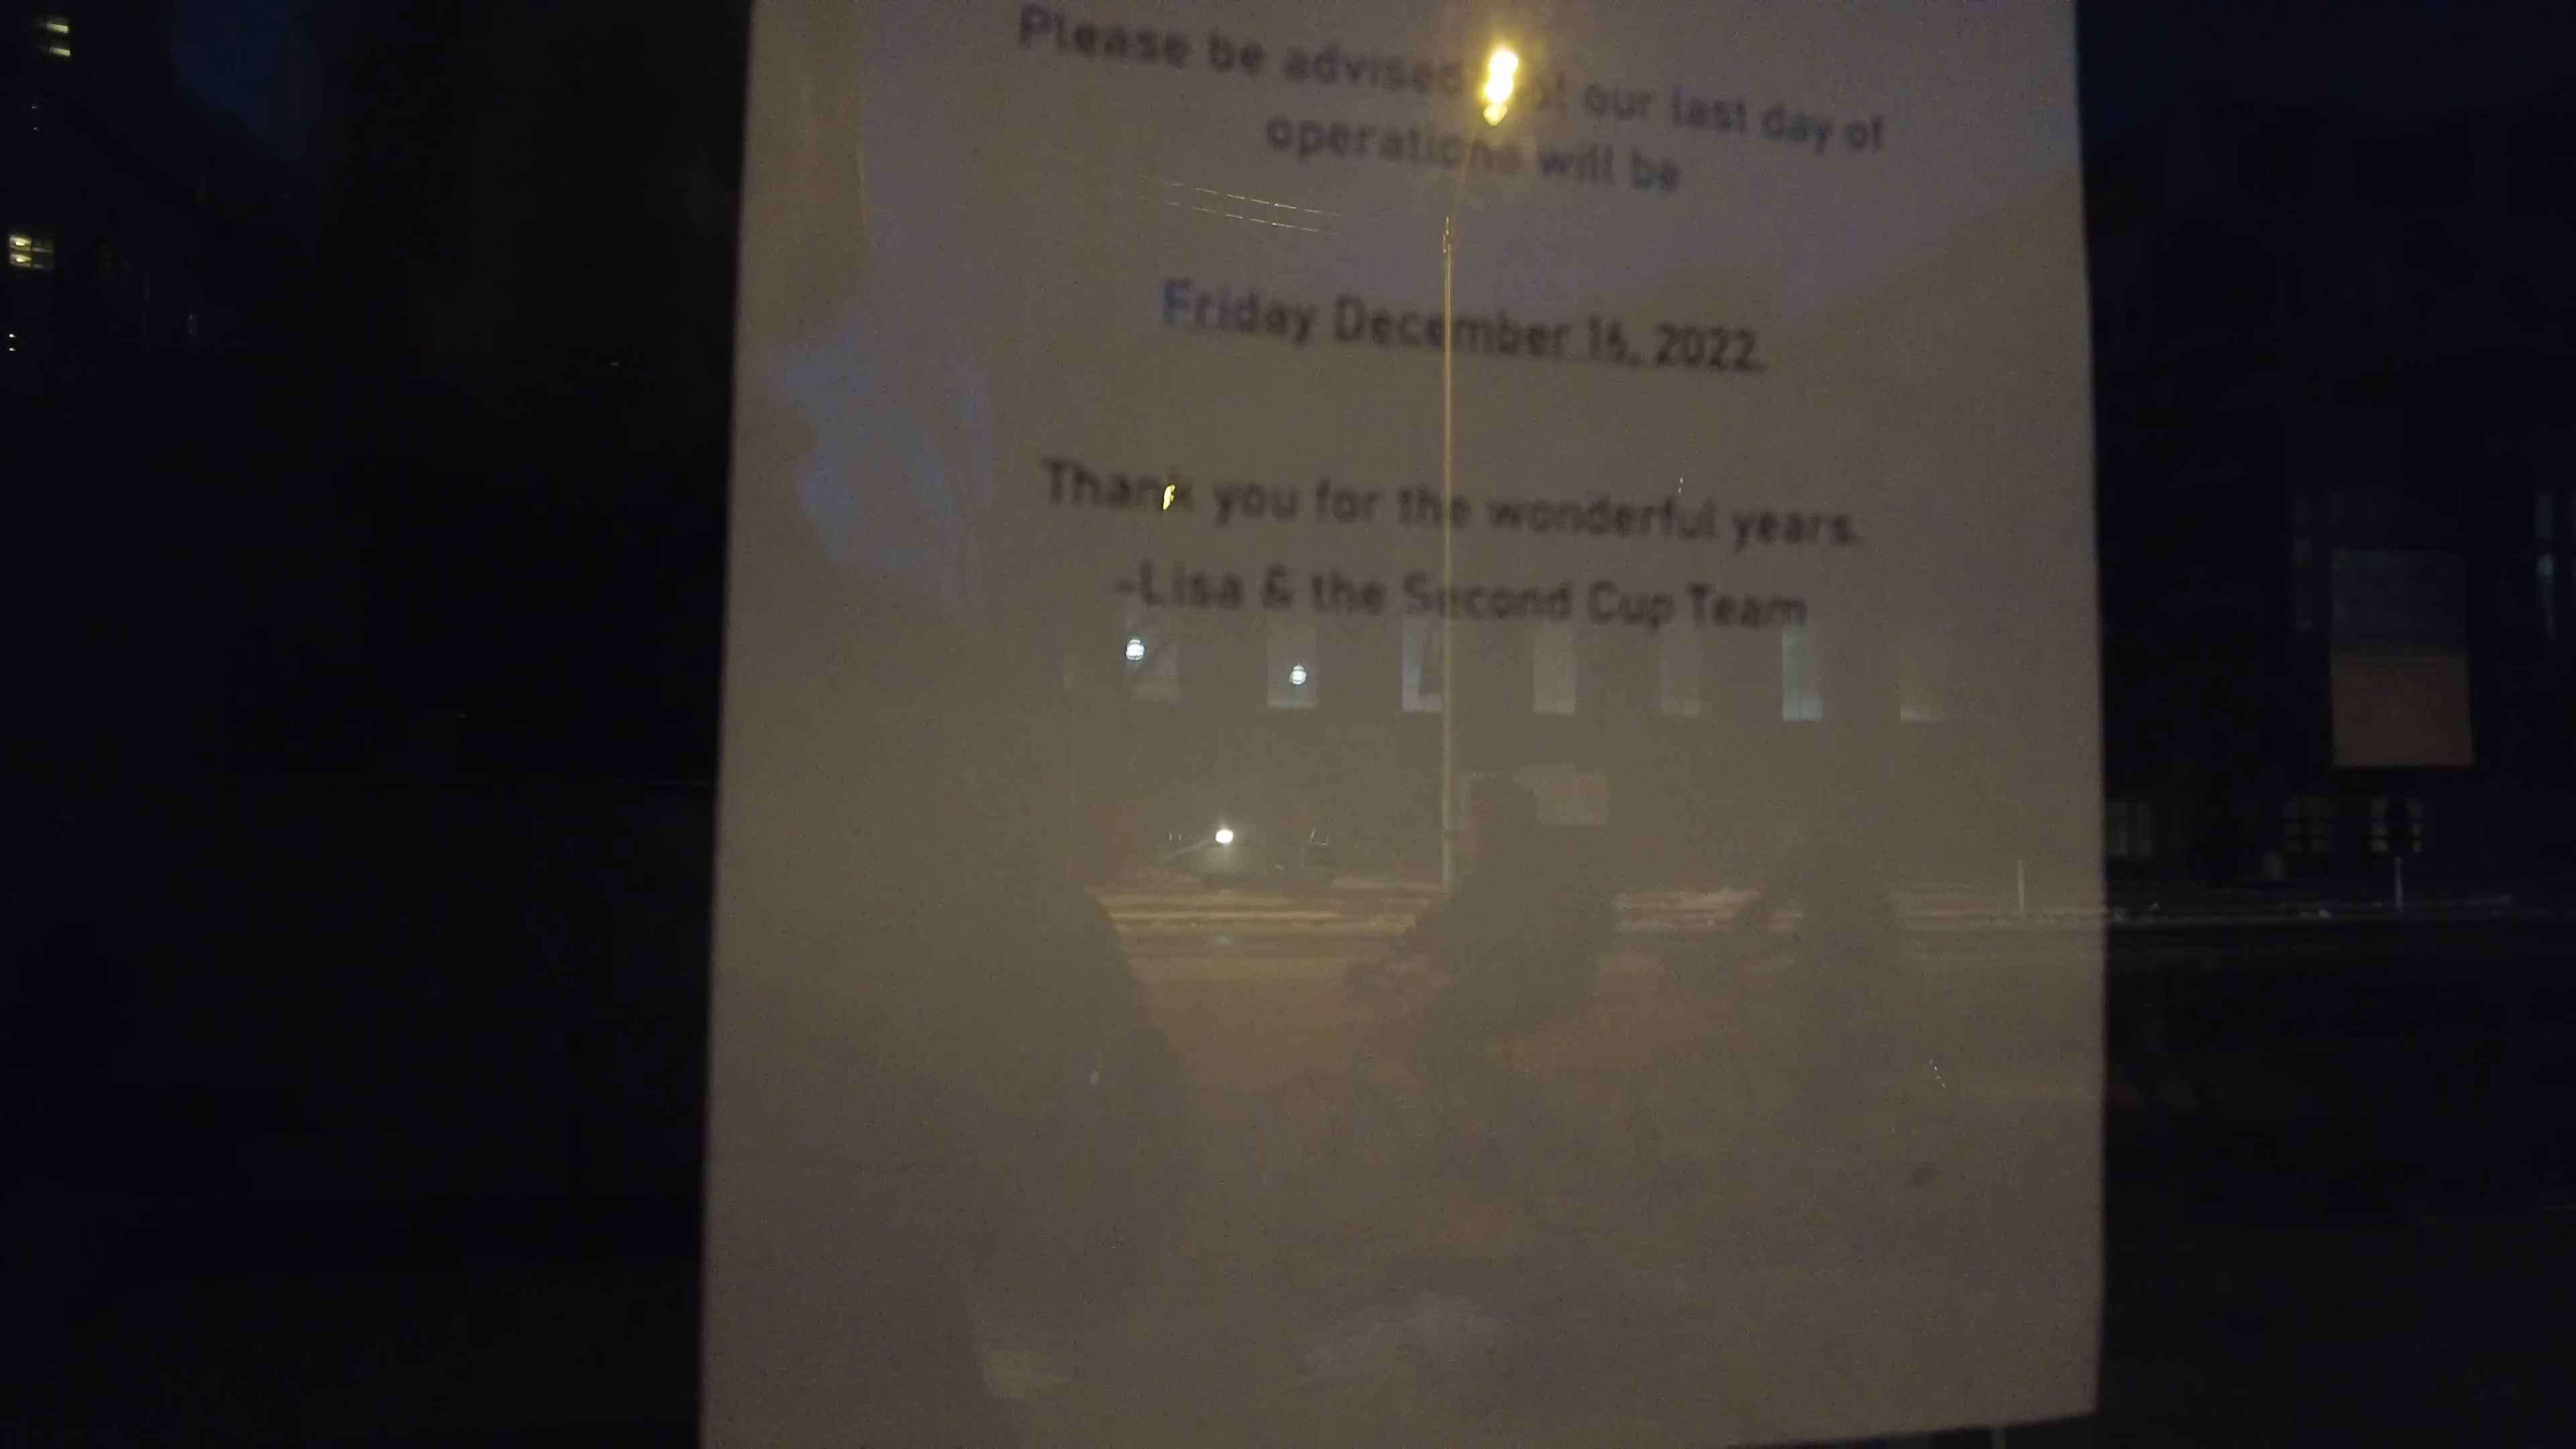 Please be advised that our last day of
operations will be
Friday December 16, 2022.
Thank you for the wonderful years.
-Lisa & the Second Cup Team